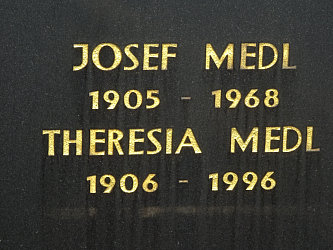 JOSEF MEDL
1905 - 1968
THERESIA MEDL
1906 - 1996